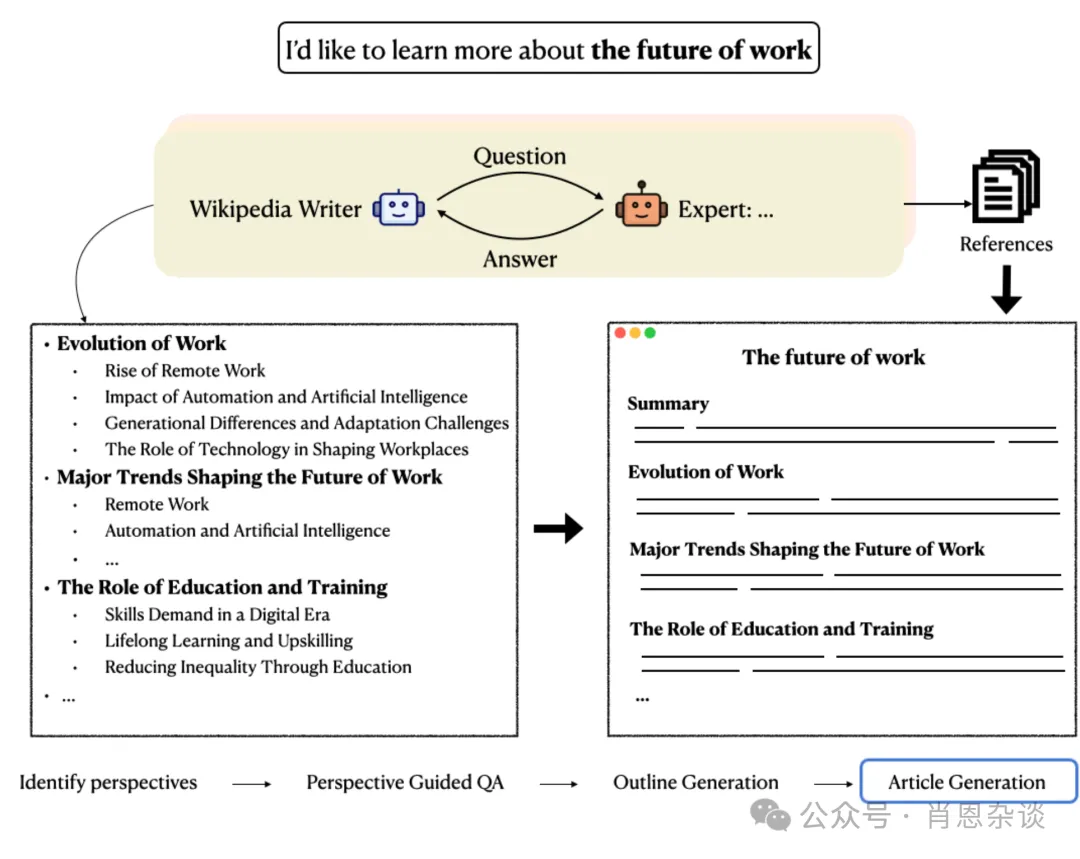 I'd like to learn more about the future of work
Question
Wikipedia Writer
Expert: ...
Answer
References
· Evolution of Work
· Rise of Remote Work
· Impact of Automation and Artificial Intelligence
· Generational Differences and Adaptation Challenges
· The Role of Technology in Shaping Workplaces
· Major Trends Shaping the Future of Work
· Remote Work
· Automation and Artificial Intelligence
· ...
· The Role of Education and Training
· Skills Demand in a Digital Era
· Lifelong Learning and Upskilling
· Reducing Inequality Through Education
· ...
The future of work
Summary
Evolution of Work
Major Trends Shaping the Future of Work
The Role of Education and Training
...
Identify perspectives
Perspective Guided QA
Outline Generation
Article Generation
公众号 · 肖恩杂谈